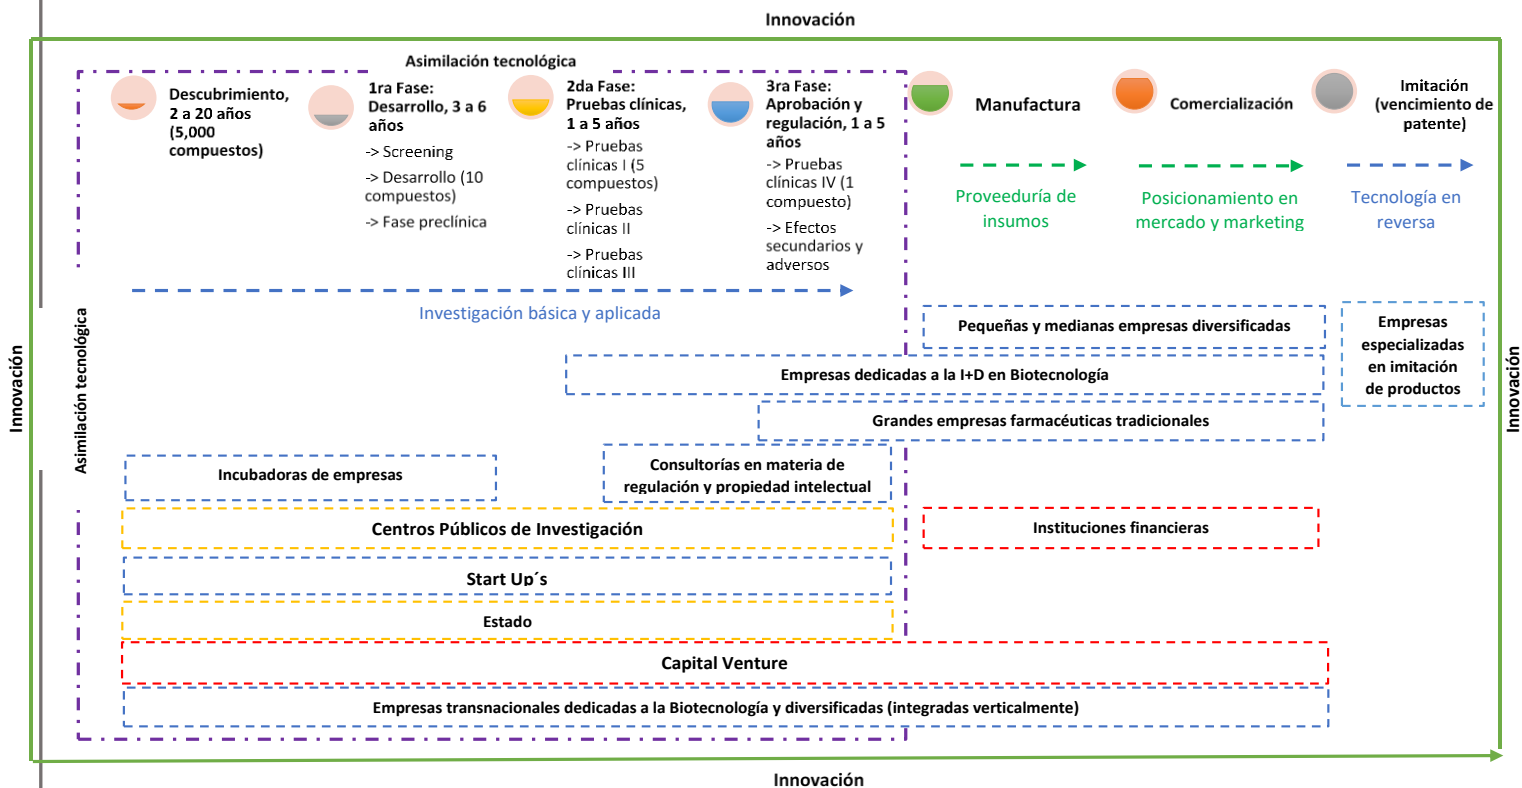 Innovación
Asimilación tecnológica
Descubrimiento,
2 a 20 años
(5,000
compuestos)
1ra Fase:
Desarrollo, 3 a 6
años
-> Screening
-> Desarrollo (10
compuestos)
-> Fase preclínica
2da Fase:
Pruebas clínicas,
1 a 5 años
-> Pruebas
clínicas I (5
compuestos)
-> Pruebas
clínicas II
-> Pruebas
clínicas III
3ra Fase:
Aprobación y
regulación, 1 a 5
años
-> Pruebas
clínicas IV (1
compuesto)
-> Efectos
secundarios y
adversos
Manufactura
Comercialización
Imitación
(vencimiento de
patente)
Proveeduría de
insumos
Posicionamiento en
mercado y marketing
Tecnología en
reversa
Investigación básica y aplicada
Innovación
Asimilación tecnológica
Pequeñas y medianas empresas diversificadas
Empresas
especializadas
en imitación
de productos
Empresas dedicadas a la I+D en Biotecnología
Grandes empresas farmacéuticas tradicionales
Innovación
Incubadoras de empresas
Consultorías en materia de
regulación y propiedad intelectual
Centros Públicos de Investigación
Instituciones financieras
Start Up´s
Estado
Capital Venture
Empresas transnacionales dedicadas a la Biotecnología y diversificadas (integradas verticalmente)
Innovación